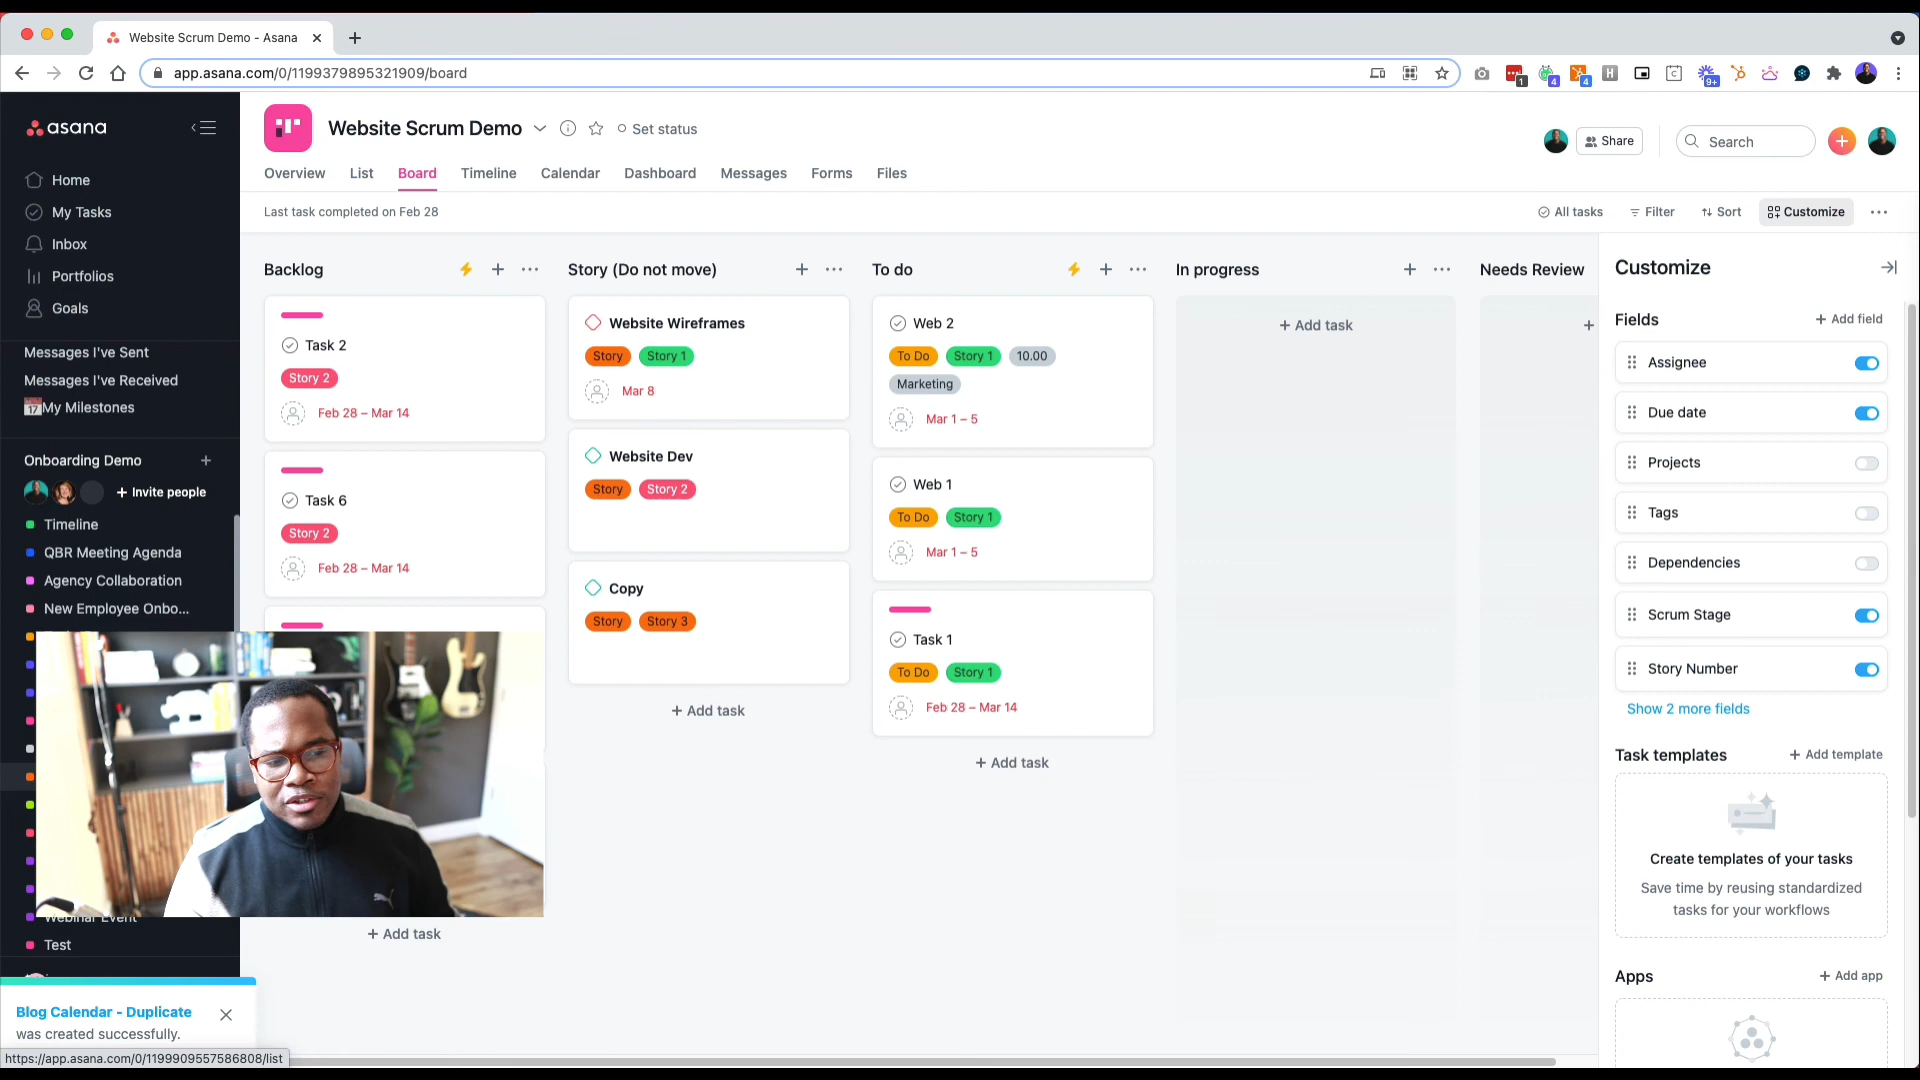 Website Scrum Demo - Asana
app.asana.com/0/1199379895321909/board
1
4
4
H
C
9+
asana
Home
My Tasks
Inbox
Portfolios
Goals
Messages I've Sent
Messages I've Received
17 My Milestones
Onboarding Demo
Invite people
Timeline
QBR Meeting Agenda
Agency Collaboration
New Employee Onbo...
Webinar Event
Test
Website Scrum Demo
Set status
Share
Search
Overview
List
Board
Timeline
Calendar
Dashboard
Messages
Forms
Files
Last task completed on Feb 28
All tasks
Filter
Sort
Customize
Backlog
Task 2
Story 2
Feb 28 – Mar 14
Task 6
Story 2
Feb 28 – Mar 14
+ Add task
Story (Do not move)
Website Wireframes
Story
Story 1
Mar 8
Website Dev
Story
Story 2
Copy
Story
Story 3
+ Add task
To do
Web 2
To Do
Story 1
10.00
Marketing
Mar 1 – 5
Web 1
To Do
Story 1
Mar 1 – 5
Task 1
To Do
Story 1
Feb 28 – Mar 14
+ Add task
In progress
+ Add task
Needs Review
+
Customize
Fields
+ Add field
Assignee
Due date
Projects
Tags
Dependencies
Scrum Stage
Story Number
Show 2 more fields
Task templates
+ Add template
Create templates of your tasks
Save time by reusing standardized
tasks for your workflows
Apps
+ Add app
Blog Calendar - Duplicate
was created successfully.
https://app.asana.com/0/1199909557586808/list